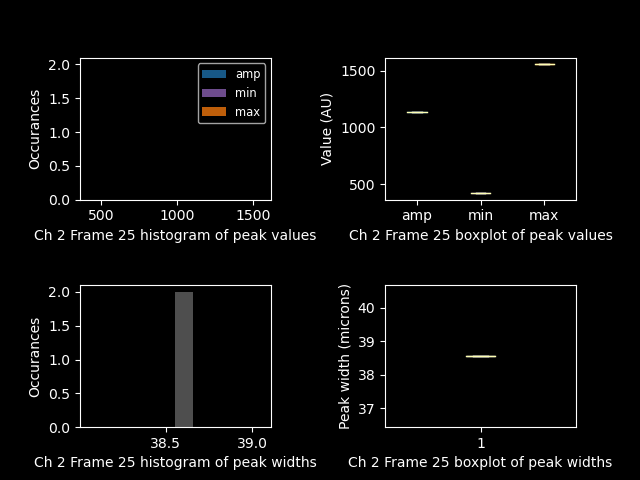 2.0
1.5
1.0
0.5
0.0
Occurances
amp
min
max
500 1000 1500
Ch 2 Frame 25 histogram of peak values
1500
1000
500
Value (AU)
amp min max
Ch 2 Frame 25 boxplot of peak values
2.0
1.5
1.0
0.5
0.0
Occurances
38.5 39.0
Ch 2 Frame 25 histogram of peak widths
40
39
38
37
Peak width (microns)
1
Ch 2 Frame 25 boxplot of peak widths